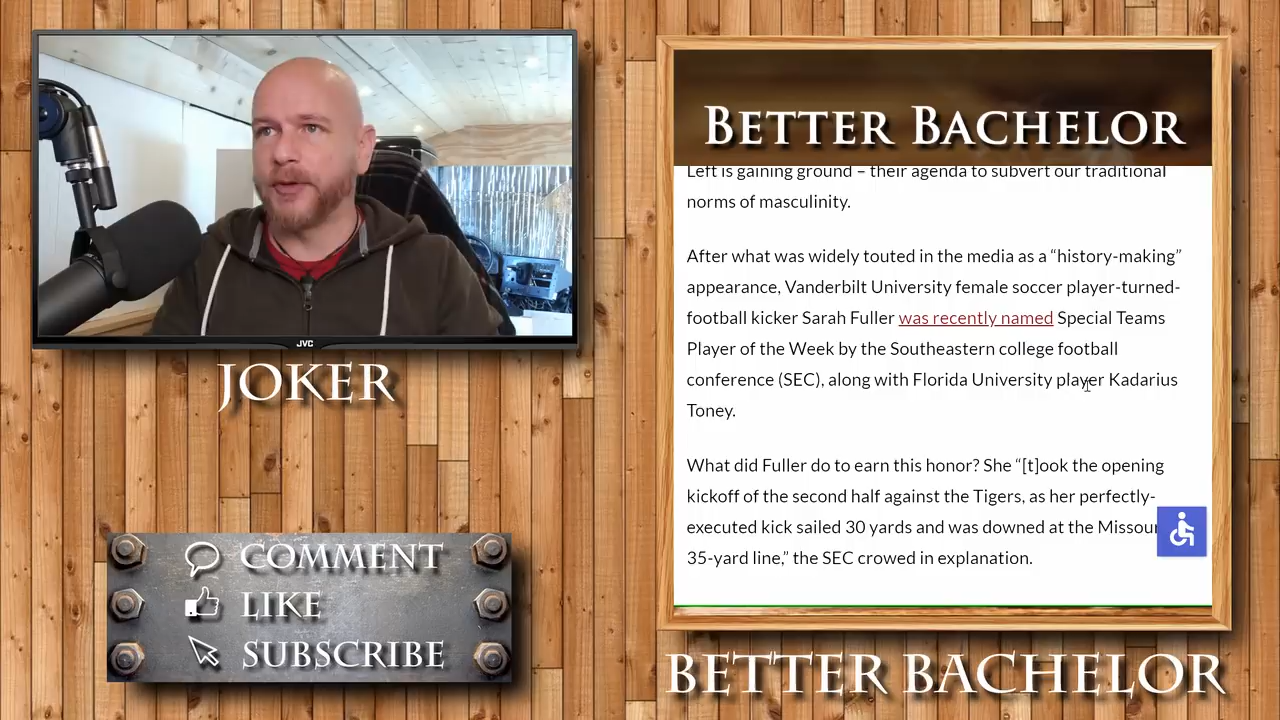 JVC
JOKER
COMMENT
LIKE
SUBSCRIBE
BETTER BACHELOR
Left is gaining ground – their agenda to subvert our traditional
norms of masculinity.
After what was widely touted in the media as a “history-making”
appearance, Vanderbilt University female soccer player-turned-
football kicker Sarah Fuller was recently named Special Teams
Player of the Week by the Southeastern college football
conference (SEC), along with Florida University player Kadarius
Toney.
What did Fuller do to earn this honor? She “[t]ook the opening
kickoff of the second half against the Tigers, as her perfectly-
executed kick sailed 30 yards and was downed at the Missour
35-yard line,” the SEC crowed in explanation.
BETTER BACHELOR